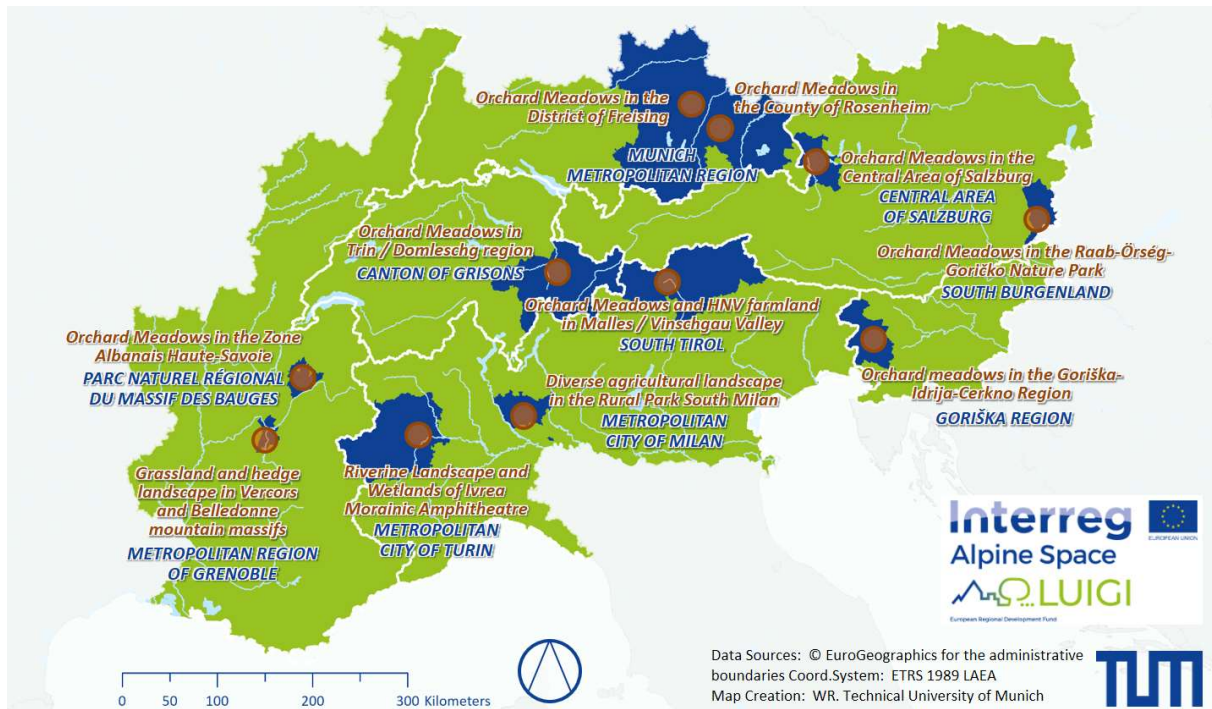 Orchard Meadows in the
District of Freising
Orchard Meadows in
the County of Rosenheim
MUNICH
METROPOLITAN REGION
Orchard Meadows in the
Central Area of Salzburg
CENTRAL AREA
OF SALZBURG
Orchard Meadows in
Trin / Domleschg region
CANTON OF GRISONS
Orchard Meadows in the Raab-Örség-
Goričko Nature Park
SOUTH BURGENLAND
Orchard Meadows and HNV farmland
in Malles / Vinschgau Valley
SOUTH TIROL
Orchard Meadows in the Zone
Albanais Haute-Savoie
PARC NATUREL RÉGIONAL
DU MASSIF DES BAUGES
Diverse agricultural landscape
in the Rural Park South Milan
METROPOLITAN
CITY OF MILAN
Orchard meadows in the Goriška-
Idrija-Cerkno Region
GORIŠKA REGION
Grassland and hedge
landscape in Vercors
and Belledonne
mountain massifs
METROPOLITAN REGION
OF GRENOBLE
Riverine Landscape and
Wetlands of Ivrea
Morainic Amphitheatre
METROPOLITAN
CITY OF TURIN
Interreg
EUROPEAN UNION
Alpine Space
LUIGI
European Regional Development Fund
0 50 100 200 300 Kilometers
Data Sources: © EuroGeographics for the administrative
boundaries Coord.System: ETRS 1989 LAEA
Map Creation: WR. Technical University of Munich
TUM